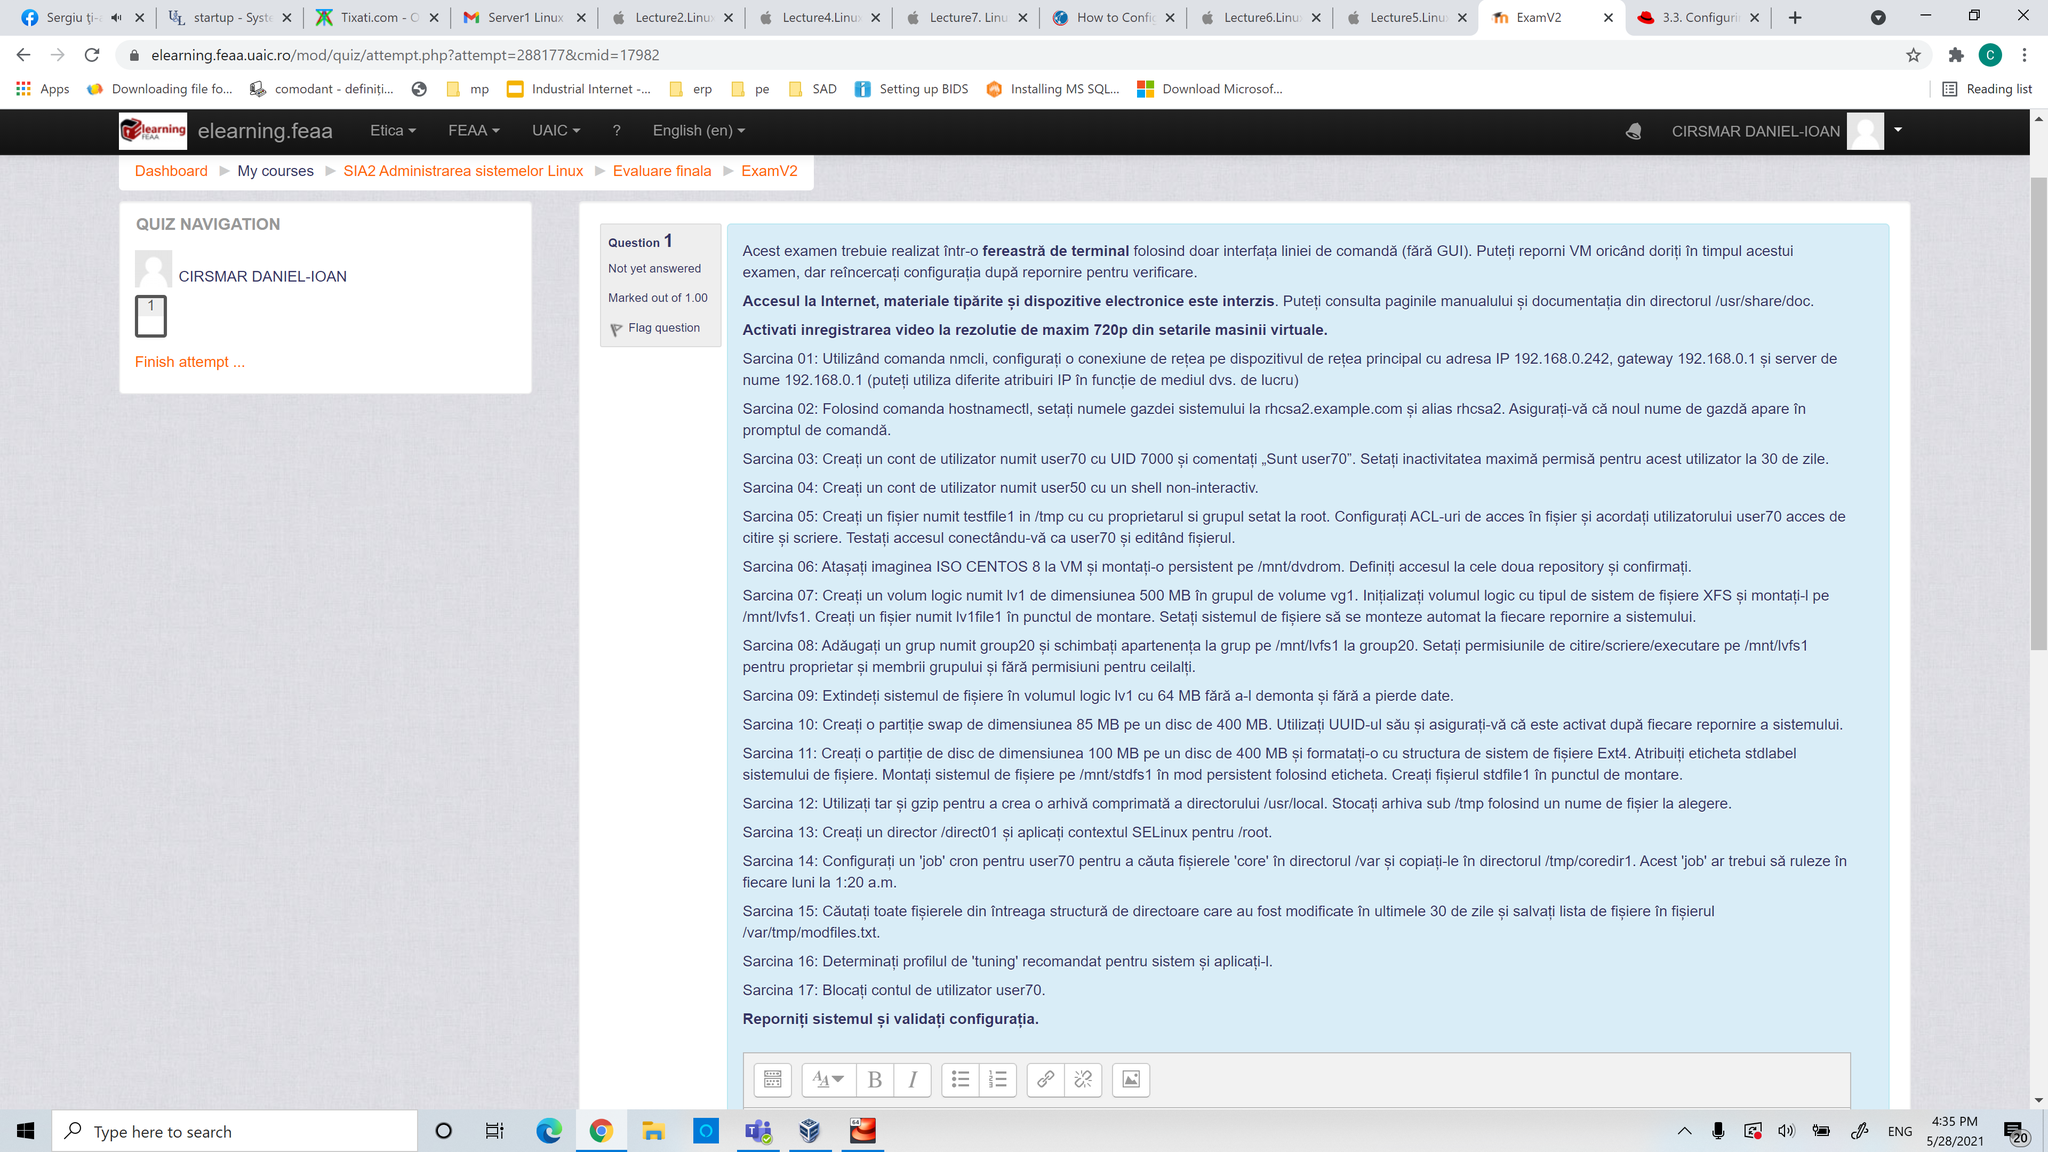 Sergiu ți-a
startup - Syst
Tixati.com - O
Server1 Linux
Lecture2.Linu
Lecture4.Linu
Lecture7. Linu
How to Confi
Lecture6.Linu
Lecture5.Linu
ExamV2
3.3. Configuri
elearning.feaa.uaic.ro/mod/quiz/attempt.php?attempt=288177&cmid=17982
C
Apps
Downloading file fo...
comodant - definiți...
mp
Industrial Internet -...
erp
pe
SAD
Setting up BIDS
Installing MS SQL...
Download Microsof...
Reading list
elearning
FEAA
elearning.feaa
Etica
FEAA
UAIC
?
English (en)
CIRSMAR DANIEL-IOAN
Dashboard ▶ My courses ▶ SIA2 Administrarea sistemelor Linux ▶ Evaluare finala ▶ ExamV2
QUIZ NAVIGATION
CIRSMAR DANIEL-IOAN
1
Finish attempt ...
Question 1
Not yet answered
Marked out of 1.00
Flag question
Acest examen trebuie realizat într-o fereastră de terminal folosind doar interfața liniei de comandă (fără GUI). Puteți reporni VM oricând doriți în timpul acestui
examen, dar reîncercați configurația după repornire pentru verificare.
Accesul la Internet, materiale tipărite și dispozitive electronice este interzis. Puteți consulta paginile manualului și documentația din directorul /usr/share/doc.
Activati inregistrarea video la rezolutie de maxim 720p din setarile masinii virtuale.
Sarcina 01: Utilizând comanda nmcli, configurați o conexiune de rețea pe dispozitivul de rețea principal cu adresa IP 192.168.0.242, gateway 192.168.0.1 și server de
nume 192.168.0.1 (puteți utiliza diferite atribuiri IP în funcție de mediul dvs. de lucru)
Sarcina 02: Folosind comanda hostnamectl, setați numele gazdei sistemului la rhcsa2.example.com și alias rhcsa2. Asigurați-vă că noul nume de gazdă apare în
promptul de comandă.
Sarcina 03: Creați un cont de utilizator numit user70 cu UID 7000 și comentați „Sunt user70”. Setați inactivitatea maximă permisă pentru acest utilizator la 30 de zile.
Sarcina 04: Creați un cont de utilizator numit user50 cu un shell non-interactiv.
Sarcina 05: Creați un fișier numit testfile1 in /tmp cu cu proprietarul si grupul setat la root. Configurați ACL-uri de acces în fișier și acordați utilizatorului user70 acces de
citire și scriere. Testați accesul conectându-vă ca user70 și editând fișierul.
Sarcina 06: Atașați imaginea ISO CENTOS 8 la VM și montați-o persistent pe /mnt/dvdrom. Definiți accesul la cele doua repository și confirmați.
Sarcina 07: Creați un volum logic numit lv1 de dimensiunea 500 MB în grupul de volume vg1. Inițializați volumul logic cu tipul de sistem de fișiere XFS și montați-l pe
/mnt/lvfs1. Creați un fișier numit lv1file1 în punctul de montare. Setați sistemul de fișiere să se monteze automat la fiecare repornire a sistemului.
Sarcina 08: Adăugați un grup numit group20 și schimbați apartenența la grup pe /mnt/lvfs1 la group20. Setați permisiunile de citire/scriere/executare pe /mnt/lvfs1
pentru proprietar și membrii grupului și fără permisiuni pentru ceilalți.
Sarcina 09: Extindeți sistemul de fișiere în volumul logic lv1 cu 64 MB fără a-l demonta și fără a pierde date.
Sarcina 10: Creați o partiție swap de dimensiunea 85 MB pe un disc de 400 MB. Utilizați UUID-ul său și asigurați-vă că este activat după fiecare repornire a sistemului.
Sarcina 11: Creați o partiție de disc de dimensiunea 100 MB pe un disc de 400 MB și formatați-o cu structura de sistem de fișiere Ext4. Atribuiți eticheta stdlabel
sistemului de fișiere. Montați sistemul de fișiere pe /mnt/stdfs1 în mod persistent folosind eticheta. Creați fișierul stdfile1 în punctul de montare.
Sarcina 12: Utilizați tar și gzip pentru a crea o arhivă comprimată a directorului /usr/local. Stocați arhiva sub /tmp folosind un nume de fișier la alegere.
Sarcina 13: Creați un director /direct01 și aplicați contextul SELinux pentru /root.
Sarcina 14: Configurați un 'job' cron pentru user70 pentru a căuta fișierele 'core' în directorul /var și copiați-le în directorul /tmp/coredir1. Acest 'job' ar trebui să ruleze în
fiecare luni la 1:20 a.m.
Sarcina 15: Căutați toate fișierele din întreaga structură de directoare care au fost modificate în ultimele 30 de zile și salvați lista de fișiere în fișierul
/var/tmp/modfiles.txt.
Sarcina 16: Determinați profilul de 'tuning' recomandat pentru sistem și aplicați-l.
Sarcina 17: Blocați contul de utilizator user70.
Reporniți sistemul și validați configurația.
B
I
Type here to search
ENG
4:35 PM
5/28/2021
20